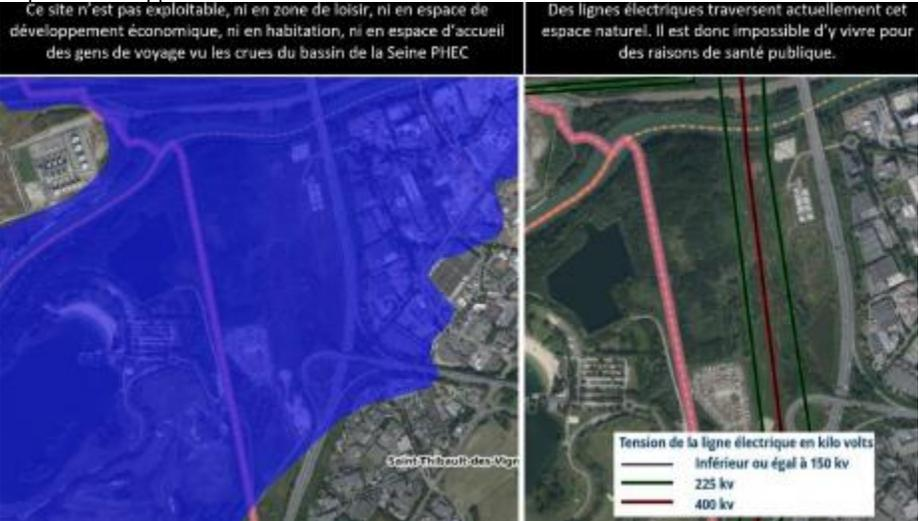 Ce site n'est pas exploitable, ni en zone de loisir, ni en espace de
développement économique, ni en habitation, ni en espace d'accueil
des gens de voyage vu les crues du bassin de la Seine PHEC
Des lignes électriques traversent actuellement cet
espace naturel. Il est donc impossible d'y vivre pour
des raisons de santé publique.
Saint-Thibault-des-Vign
Tension de la ligne électrique en kilo volts
Inférieur ou égal à 150 kv
225 kv
400 kv